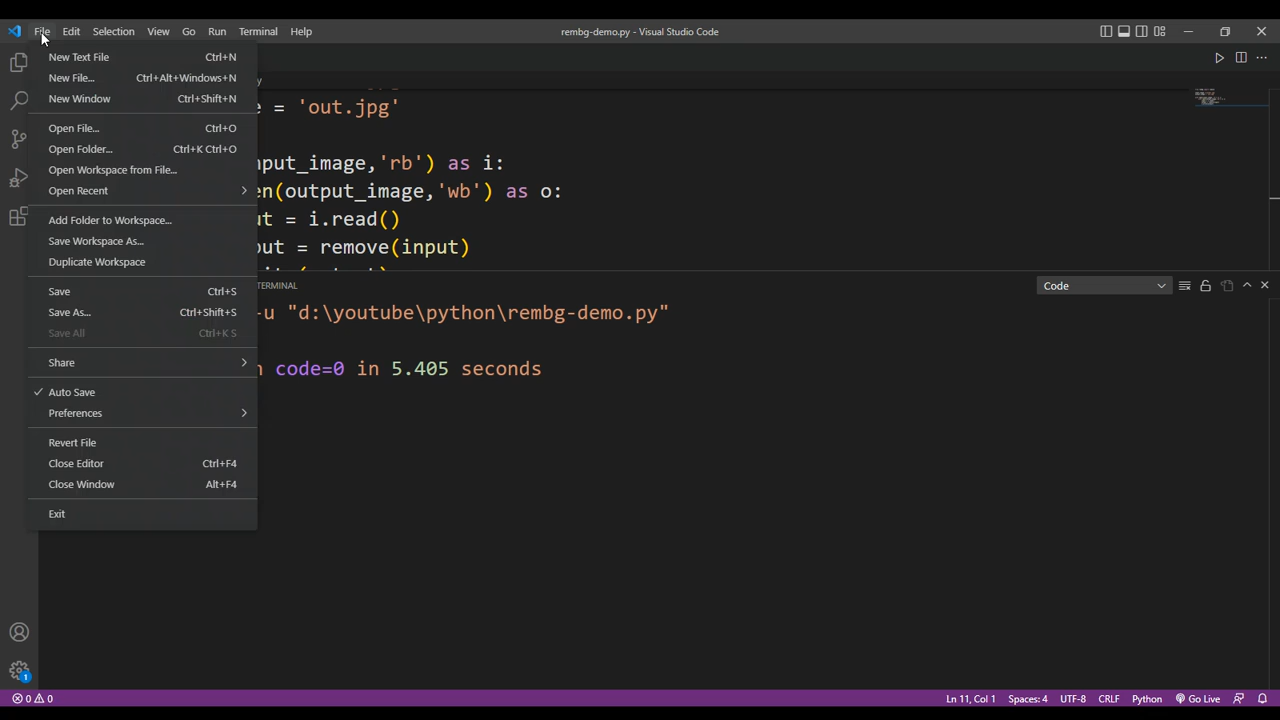 File Edit Selection View Go Run Terminal Help rembg-demo.py - Visual Studio Code
New Text File Ctrl+N
New File... Ctrl+Alt+Windows+N
New Window Ctrl+Shift+N
Open File... Ctrl+O
Open Folder... Ctrl+K Ctrl+O
Open Workspace from File...
Open Recent
Add Folder to Workspace...
Save Workspace As...
Duplicate Workspace
Save Ctrl+S
Save As... Ctrl+Shift+S
Save All Ctrl+K S
Share
Auto Save
Preferences
Revert File
Close Editor Ctrl+F4
Close Window Alt+F4
Exit
y
e = 'out.jpg'
nput_image,'rb') as i:
en(output_image,'wb') as o:
ut = i.read()
put = remove(input)
TERMINAL Code
-u "d:\youtube\python\rembg-demo.py"
code=0 in 5.405 seconds
1
0 0 Ln 11, Col 1 Spaces: 4 UTF-8 CRLF Python Go Live